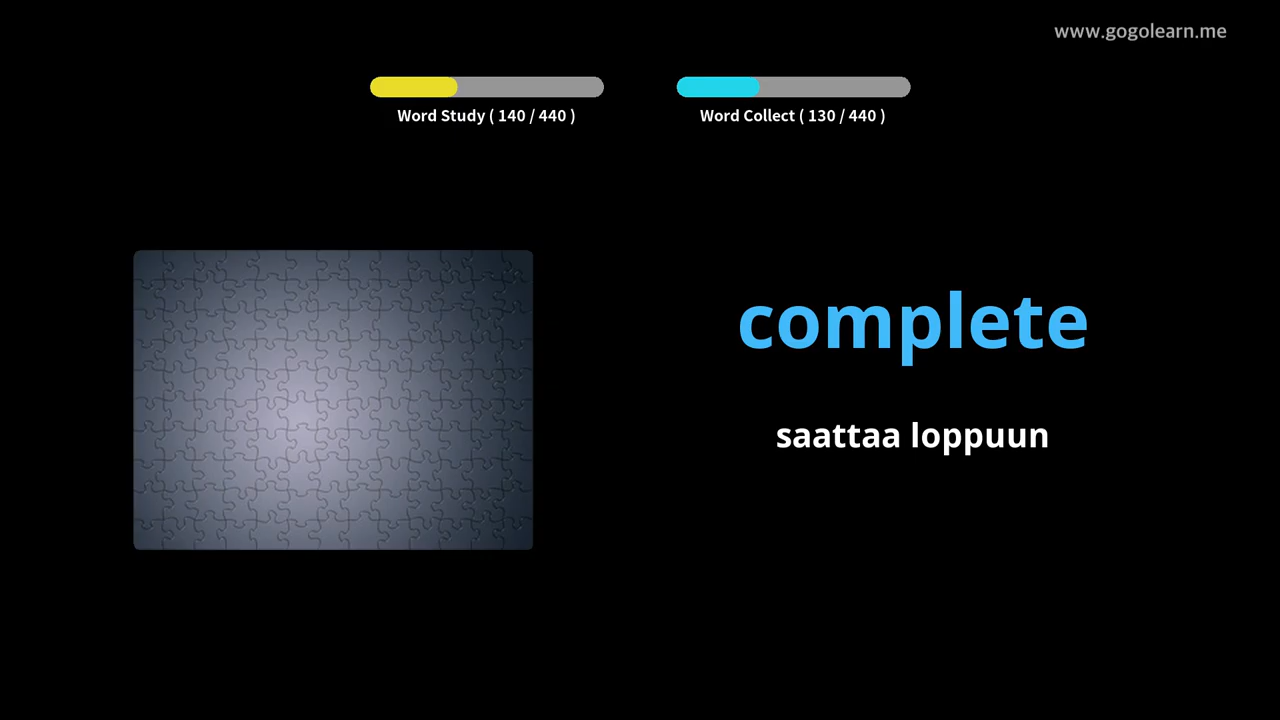 www.gogolearn.me
Word Study ( 140 / 440 )
Word Collect ( 130 / 440 )
complete
saattaa loppuun